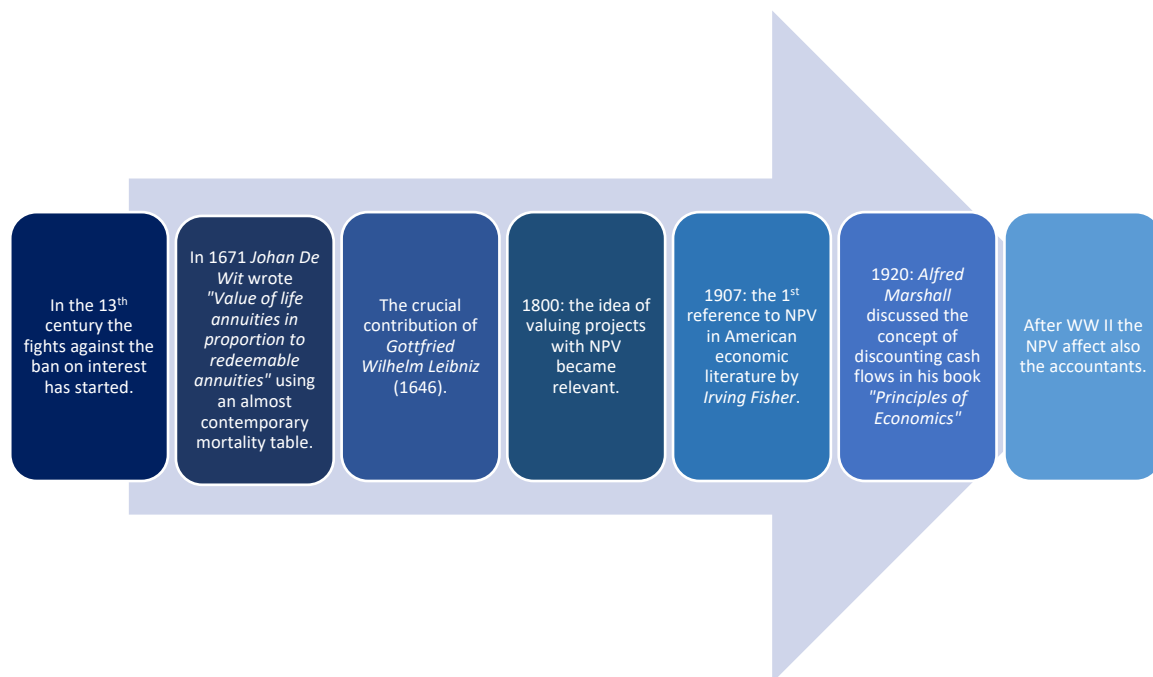 In the 13th
century the
fights against the
ban on interest
has started.
In 1671 Johan De
Wit wrote
"Value of life
annuities in
proportion to
redeemable
annuities" using
an almost
contemporary
mortality table.
The crucial
contribution of
Gottfried
Wilhelm Leibniz
(1646).
1800: the idea of
valuing projects
with NPV
became
relevant.
1907: the 1st
reference to NPV
in American
economic
literature by
Irving Fisher.
1920: Alfred
Marshall
discussed the
concept of
discounting cash
flows in his book
"Principles of
Economics"
After WW II the
NPV affect also
the accountants.